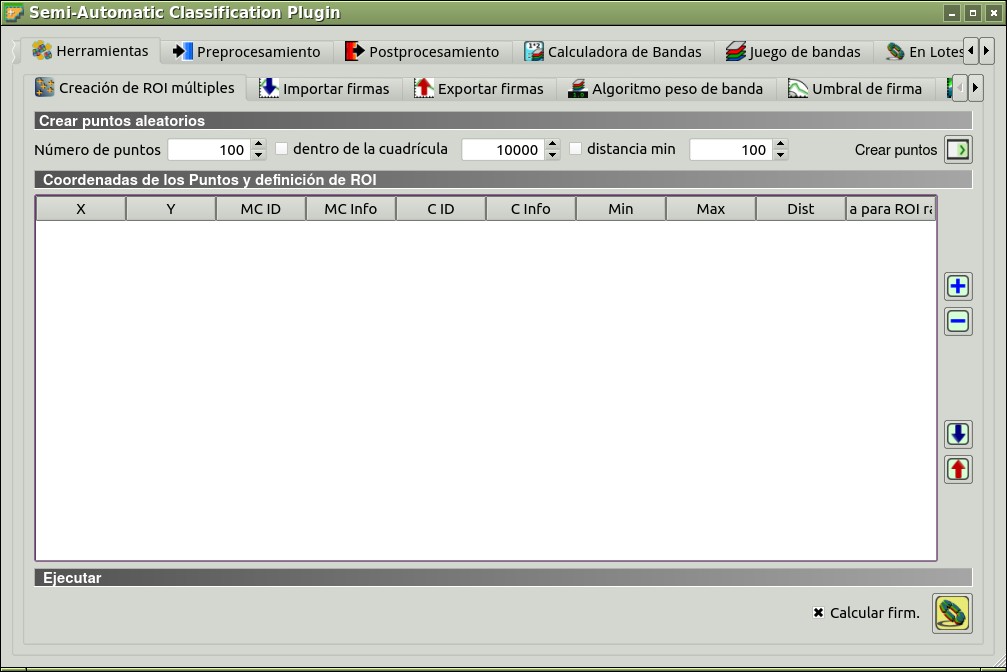 Semi-Automatic Classification Plugin
Herramientas Preprocesamiento Postprocesamiento Calculadora de Bandas Juego de bandas En Lotes
Creación de ROI múltiples Importar firmas Exportar firmas Algoritmo peso de banda Umbral de firma
Crear puntos aleatorios
Número de puntos 100 dentro de la cuadrícula 10000 distancia min 100 Crear puntos
Coordenadas de los Puntos y definición de ROI
X Y MC ID MC Info C ID C Info Min Max Dist a para ROI ra
Ejecutar
Calcular firm.